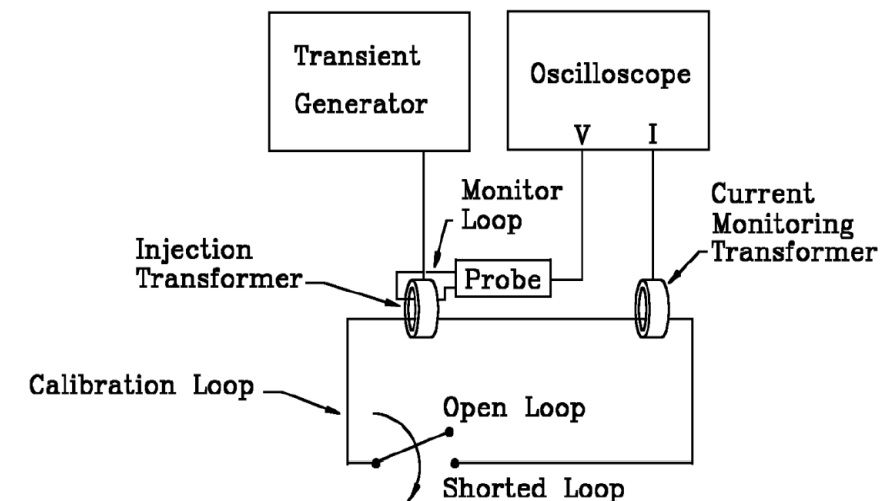 Transient
Generator
Oscilloscope
V I
Monitor
Loop
Current
Monitoring
Transformer
Injection
Transformer
Probe
Calibration Loop
Open Loop
Shorted Loop